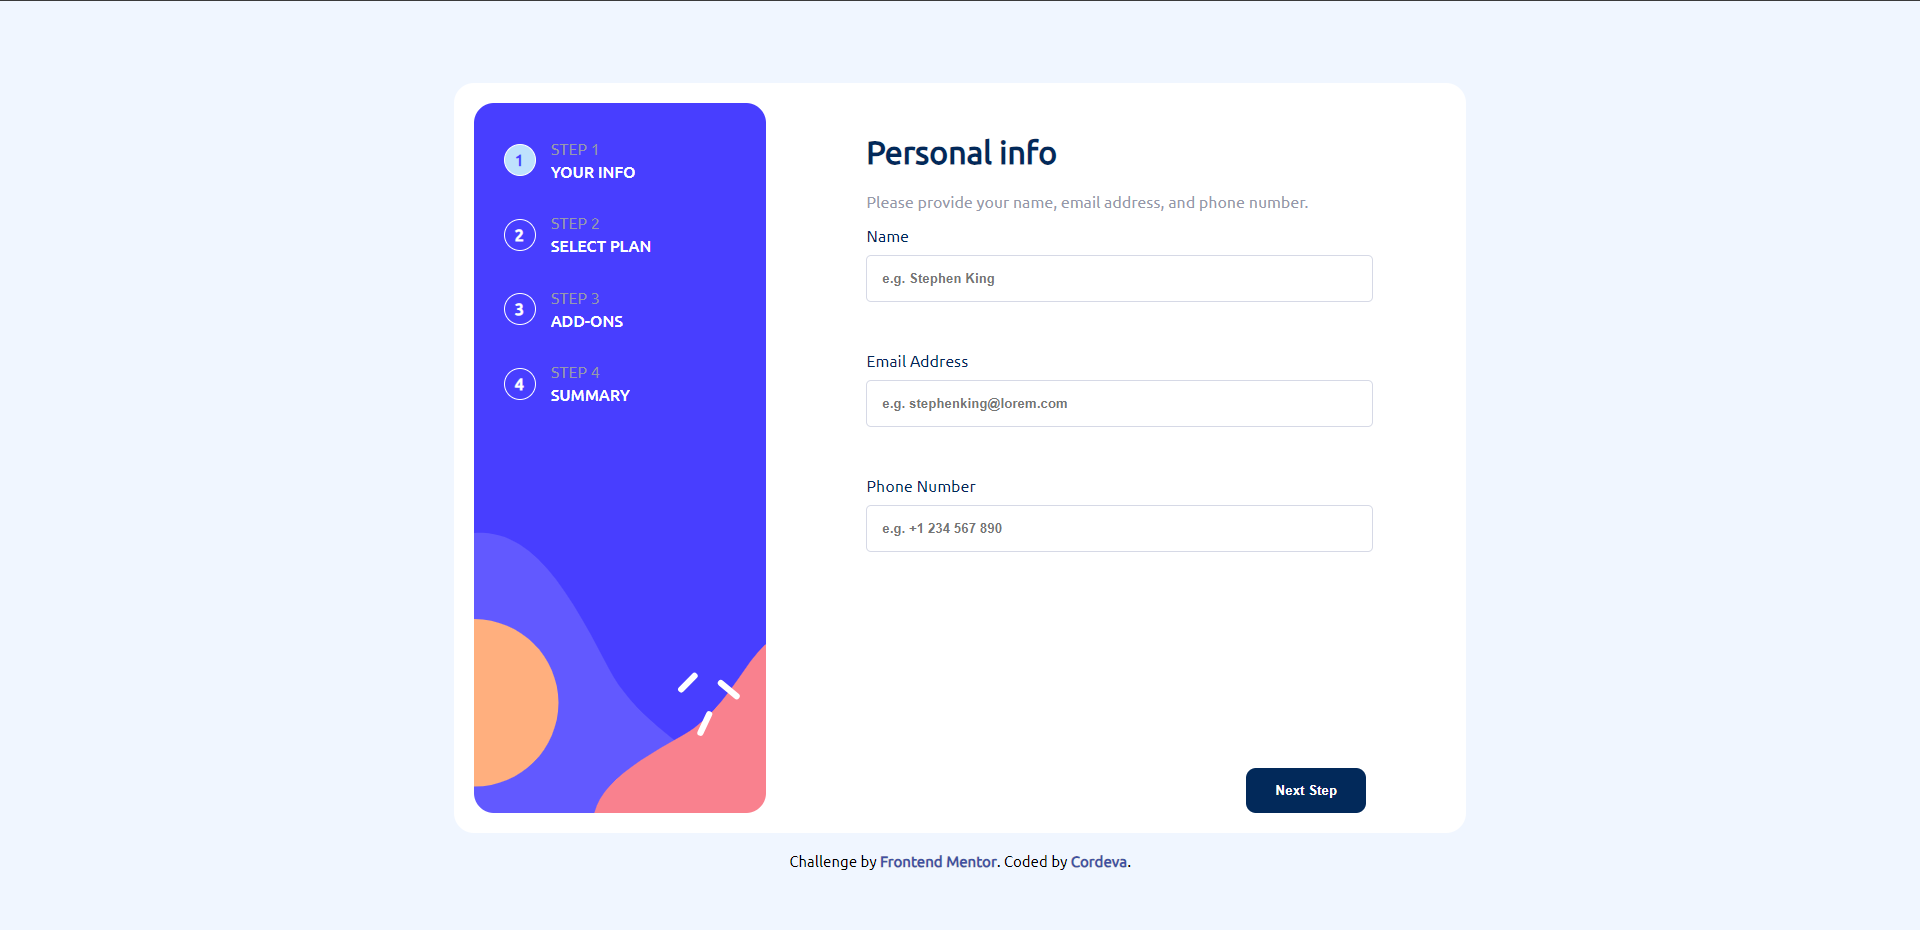 1
STEP 1
YOUR INFO
2
STEP 2
SELECT PLAN
3
STEP 3
ADD-ONS
4
STEP 4
SUMMARY
Personal info
Please provide your name, email address, and phone number.
Name
e.g. Stephen King
Email Address
e.g. stephenking@lorem.com
Phone Number
e.g. +1 234 567 890
Next Step
Challenge by Frontend Mentor. Coded by Cordeva.